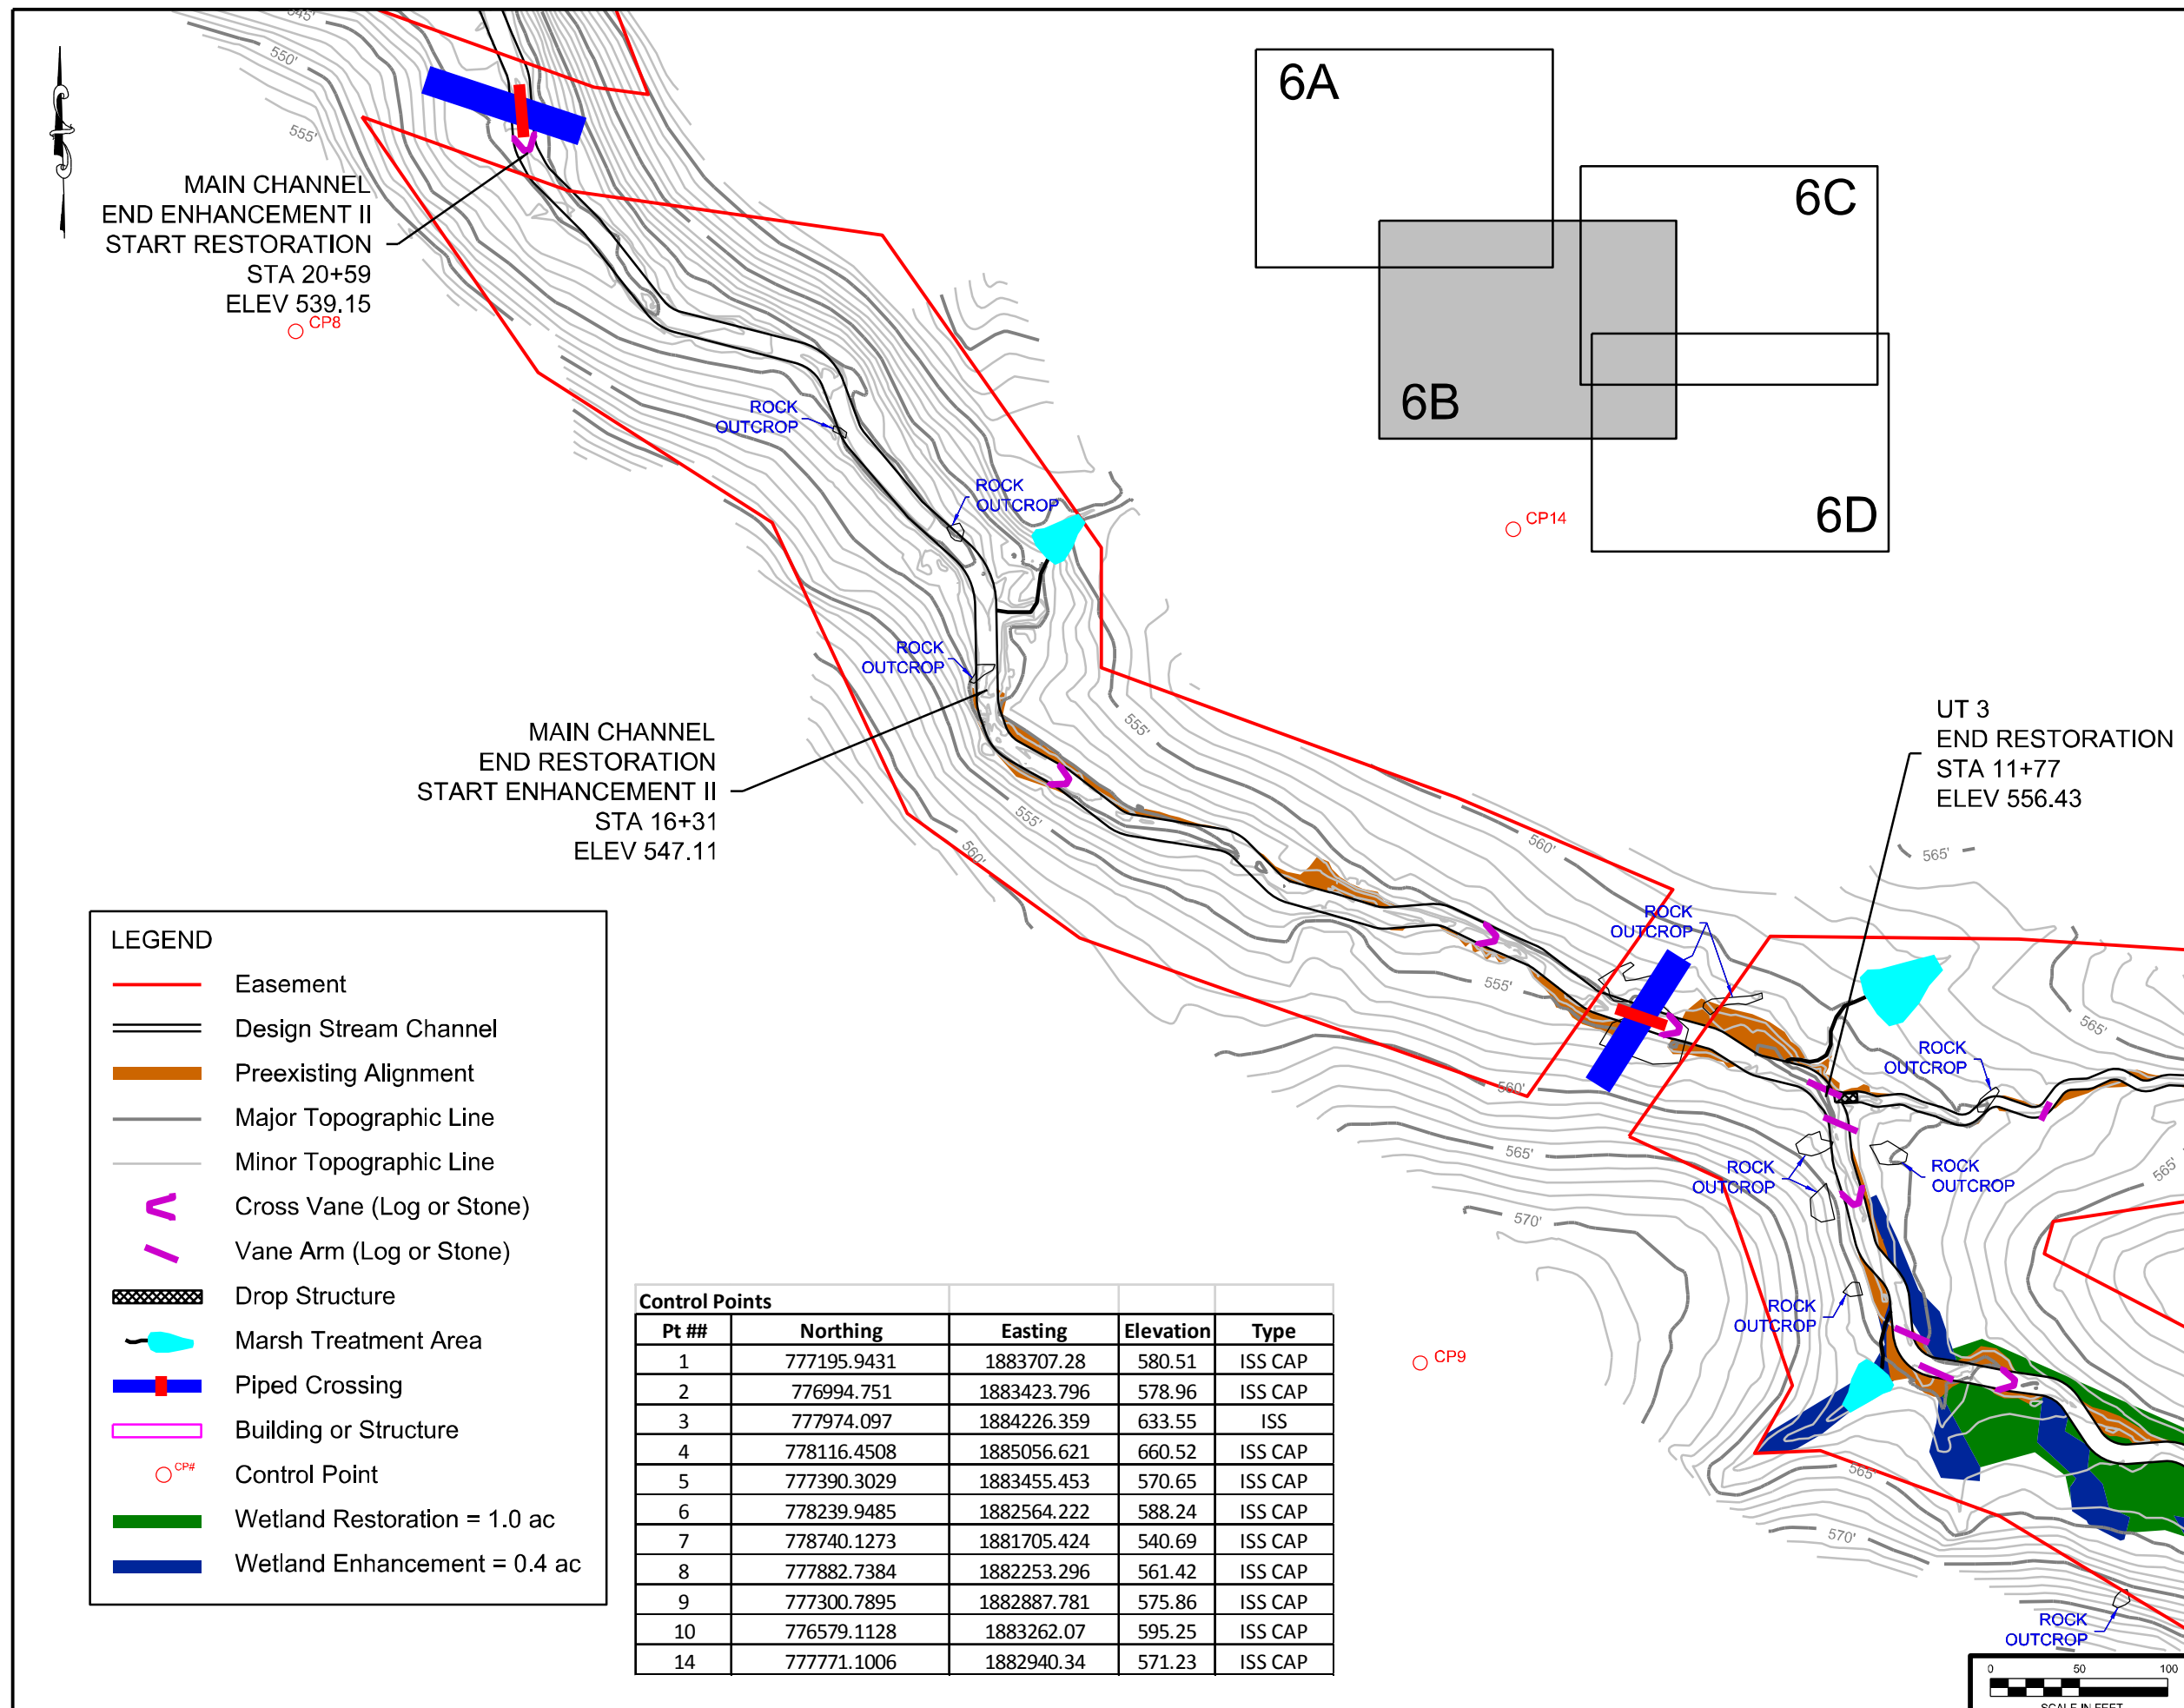 545'
550'
555'
MAIN CHANNEL
END ENHANCEMENT II
START RESTORATION
STA 20+59
ELEV 539.15
CP8
6A
6C
6B
6D
ROCK
OUTCROP
ROCK
OUTCROP
CP14
ROCK
OUTCROP
MAIN CHANNEL
END RESTORATION
START ENHANCEMENT II
STA 16+31
ELEV 547.11
555'
555'
560'
UT 3
END RESTORATION
STA 11+77
ELEV 556.43
560'
565'
ROCK
OUTCROP
555'
565'
ROCK
OUTCROP
560'
565'
ROCK
OUTCROP
ROCK
OUTCROP
565'
570'
ROCK
OUTCROP
CP9
565'
570'
ROCK
OUTCROP
LEGEND
Easement
Design Stream Channel
Preexisting Alignment
Major Topographic Line
Minor Topographic Line
Cross Vane (Log or Stone)
Vane Arm (Log or Stone)
Drop Structure
Marsh Treatment Area
Piped Crossing
Building or Structure
CP# Control Point
Wetland Restoration = 1.0 ac
Wetland Enhancement = 0.4 ac
Control Points
Pt ## Northing Easting Elevation Type
1 777195.9431 1883707.28 580.51 ISS CAP
2 776994.751 1883423.796 578.96 ISS CAP
3 777974.097 1884226.359 633.55 ISS
4 778116.4508 1885056.621 660.52 ISS CAP
5 777390.3029 1883455.453 570.65 ISS CAP
6 778239.9485 1882564.222 588.24 ISS CAP
7 778740.1273 1881705.424 540.69 ISS CAP
8 777882.7384 1882253.296 561.42 ISS CAP
9 777300.7895 1882887.781 575.86 ISS CAP
10 776579.1128 1883262.07 595.25 ISS CAP
14 777771.1006 1882940.34 571.23 ISS CAP
0 50 100
SCALE IN FEET